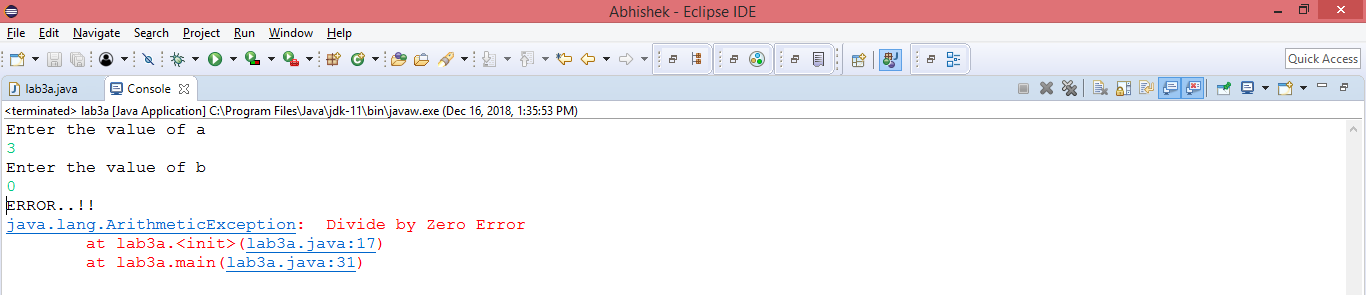 Abhishek - Eclipse IDE
File Edit Navigate Search Project Run Window Help
Quick Access
lab3a.java Console
<terminated> lab3a [Java Application] C:\Program Files\Java\jdk-11\bin\javaw.exe (Dec 16, 2018, 1:35:53 PM)
Enter the value of a
3
Enter the value of b
0
ERROR..!!
java.lang.ArithmeticException:  Divide by Zero Error
        at lab3a.<init>(lab3a.java:17)
        at lab3a.main(lab3a.java:31)